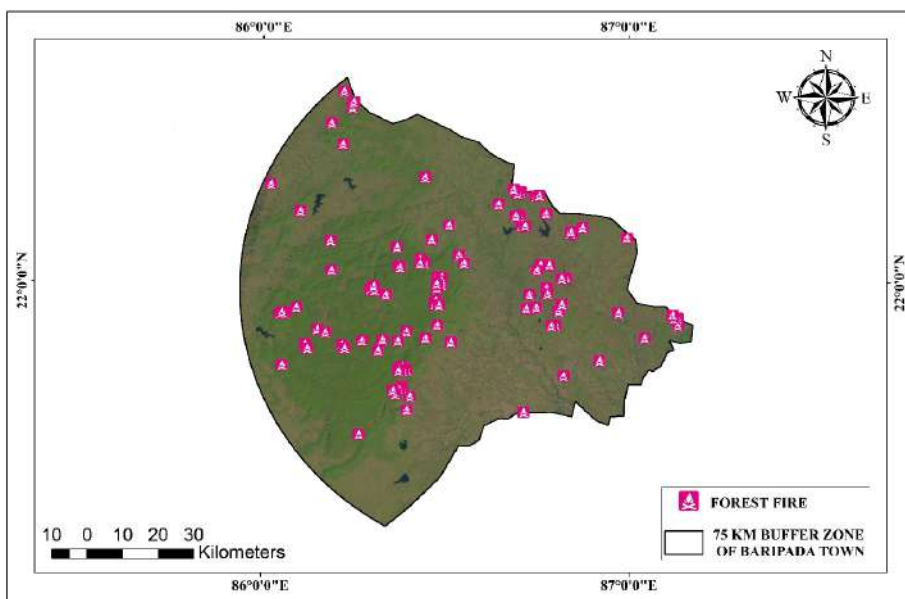 86°0'0"E
87°0'0"E
N
W
E
S
22°0'0"N
22°0'0"N
FOREST FIRE
75 KM BUFFER ZONE
OF BARIPADA TOWN
10 0 10 20 30
Kilometers
86°0'0"E
87°0'0"E